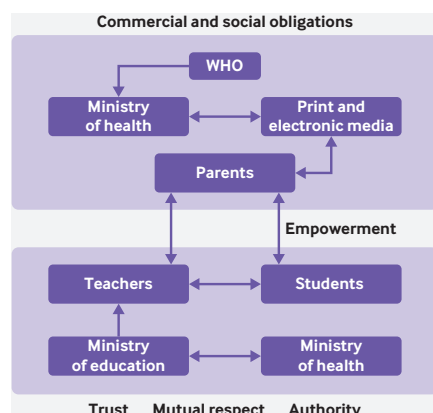 Commercial and social obligations
WHO
Ministry
of health
Print and
electronic media
Parents
Empowerment
Teachers
Students
Ministry
of education
Ministry
of health
Trust Mutual respect Authority